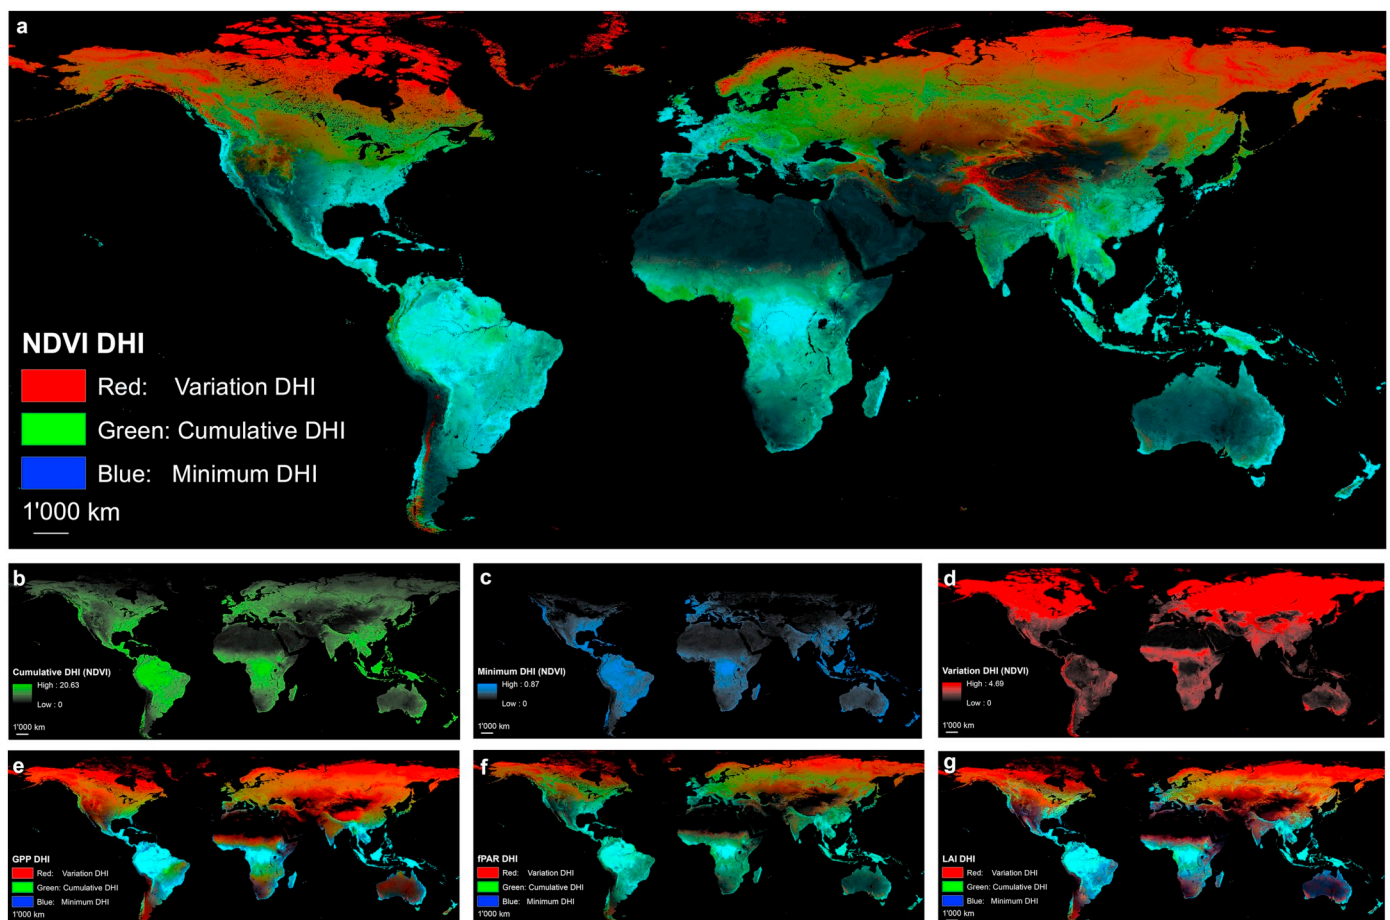 a
NDVI DHI
Red: Variation DHI
Green: Cumulative DHI
Blue: Minimum DHI
1'000 km
b
Cumulative DHI (NDVI)
High : 20.63
Low : 0
1'000 km
c
Minimum DHI (NDVI)
High : 0.87
Low : 0
1'000 km
d
Variation DHI (NDVI)
High : 4.69
Low : 0
1'000 km
e
GPP DHI
Red: Variation DHI
Green: Cumulative DHI
Blue: Minimum DHI
1'000 km
f
fPAR DHI
Red: Variation DHI
Green: Cumulative DHI
Blue: Minimum DHI
1'000 km
g
LAI DHI
Red: Variation DHI
Green: Cumulative DHI
Blue: Minimum DHI
1'000 km